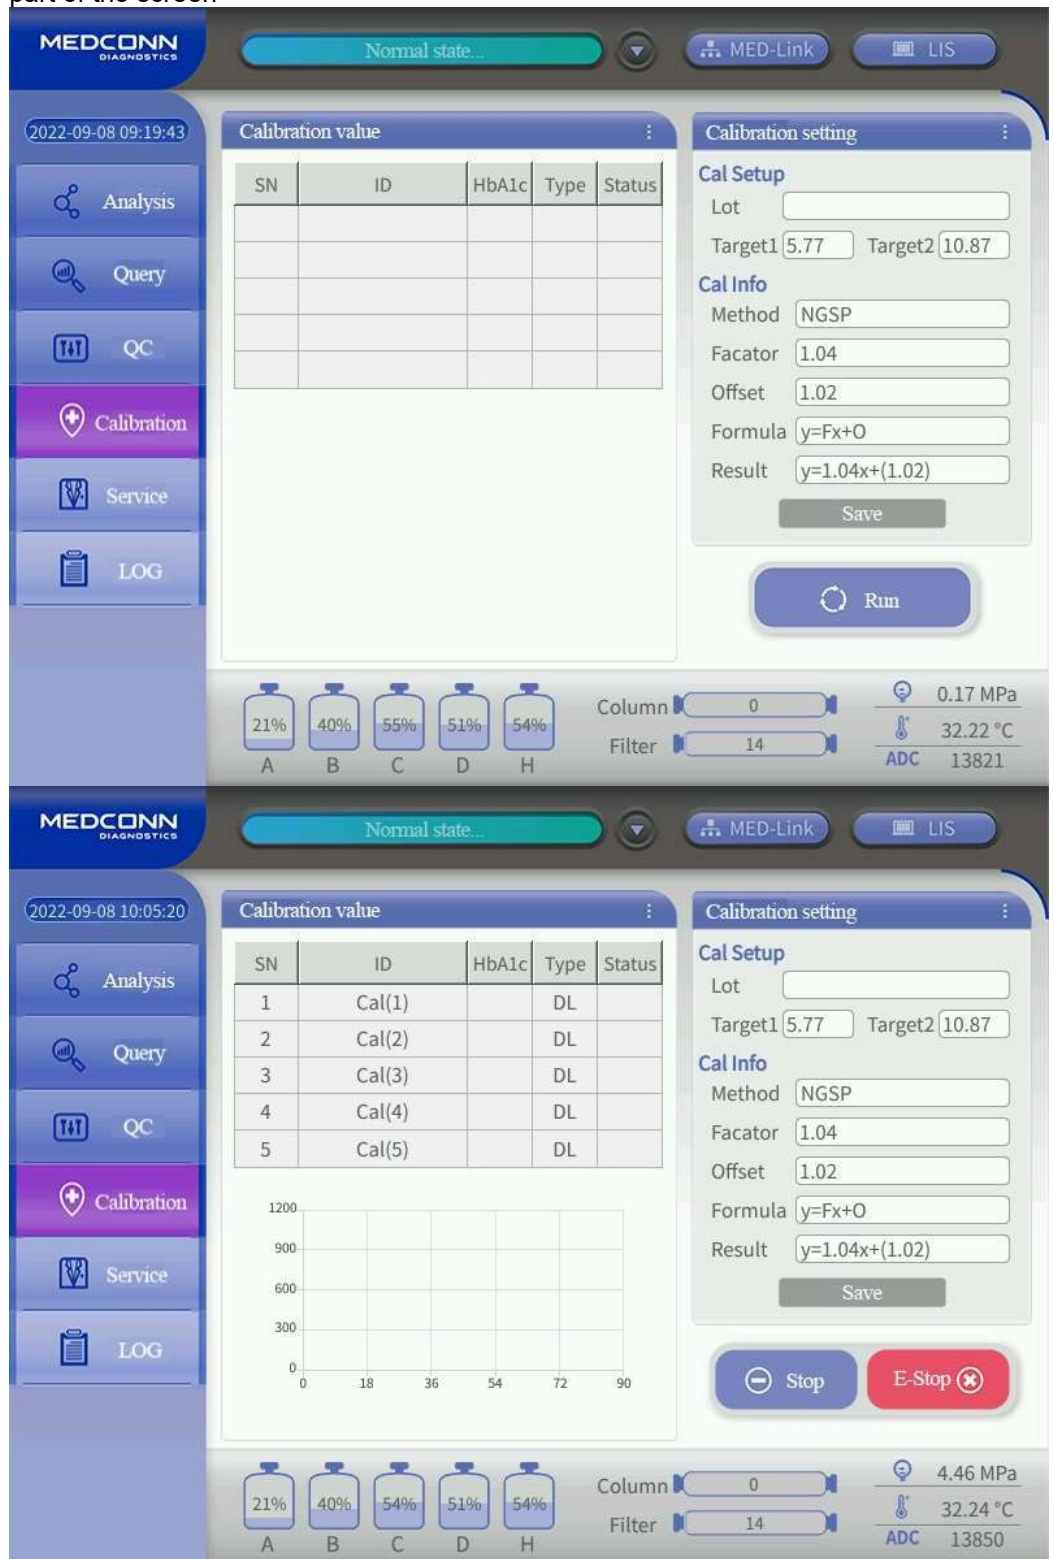 part of the screen
MEDCONN
DIAGNOSTICS
Normal state...
MED-Link
LIS
2022-09-08 09:19:43
Analysis
Query
QC
Calibration
Service
LOG
Calibration value
SN ID HbA1c Type Status
Calibration setting
Cal Setup
Lot
Target1 5.77 Target2 10.87
Cal Info
Method NGSP
Facator 1.04
Offset 1.02
Formula y=Fx+O
Result y=1.04x+(1.02)
Save
Run
21% 40% 55% 51% 54%
A B C D H
Column 0
Filter 14
0.17 MPa
32.22 °C
ADC 13821
MEDCONN
DIAGNOSTICS
Normal state...
MED-Link
LIS
2022-09-08 10:05:20
Analysis
Query
QC
Calibration
Service
LOG
Calibration value
SN ID HbA1c Type Status
1 Cal(1) DL
2 Cal(2) DL
3 Cal(3) DL
4 Cal(4) DL
5 Cal(5) DL
1200
900
600
300
0
0 18 36 54 72 90
Calibration setting
Cal Setup
Lot
Target1 5.77 Target2 10.87
Cal Info
Method NGSP
Facator 1.04
Offset 1.02
Formula y=Fx+O
Result y=1.04x+(1.02)
Save
Stop
E-Stop
21% 40% 54% 51% 54%
A B C D H
Column 0
Filter 14
4.46 MPa
32.24 °C
ADC 13850